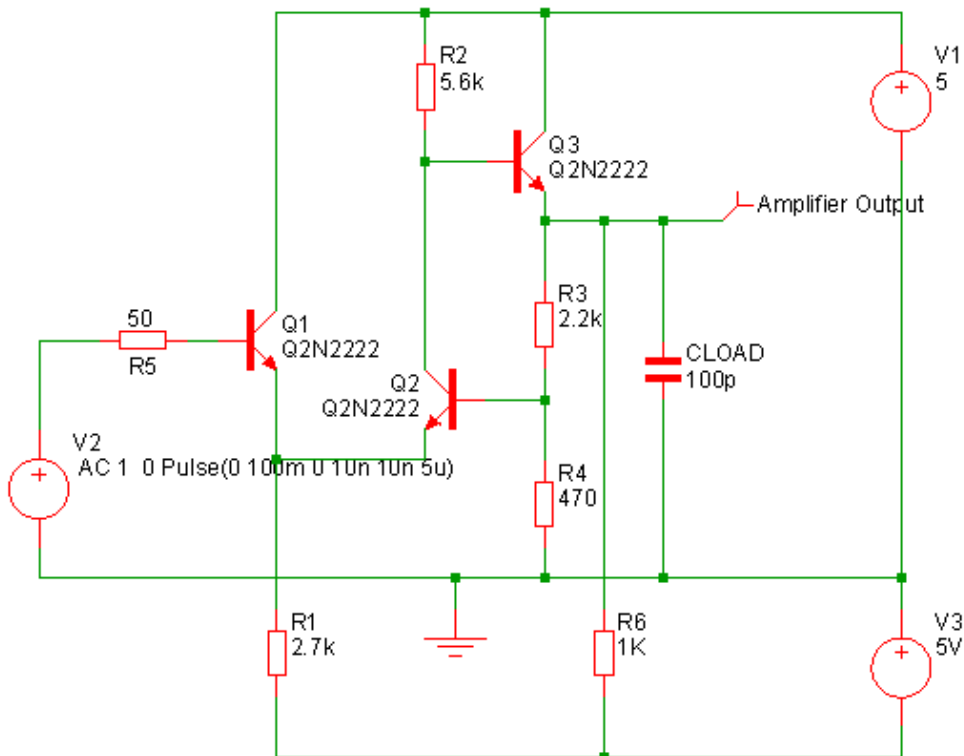 R2
5.6k
V1
5
Q3
Q2N2222
Amplifier Output
R3
2.2k
50
R5
Q1
Q2N2222
CLOAD
100p
Q2
Q2N2222
V2
AC 1 0 Pulse(0 100m 0 10n 10n 5u)
R4
470
R1
2.7k
R6
1K
V3
5V